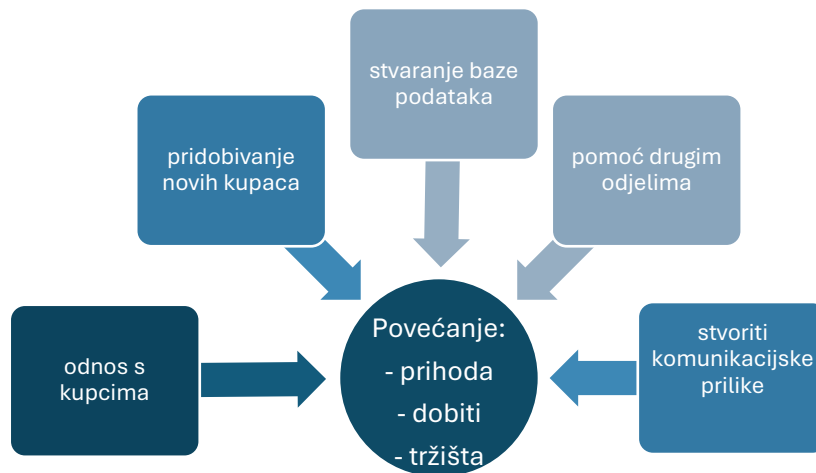 stvaranje baze
podataka
pridobivanje
novih kupaca
pomoć drugim
odjelima
odnos s
kupcima
Povećanje:
- prihoda
- dobiti
- tržišta
stvoriti
komunikacijske
prilike